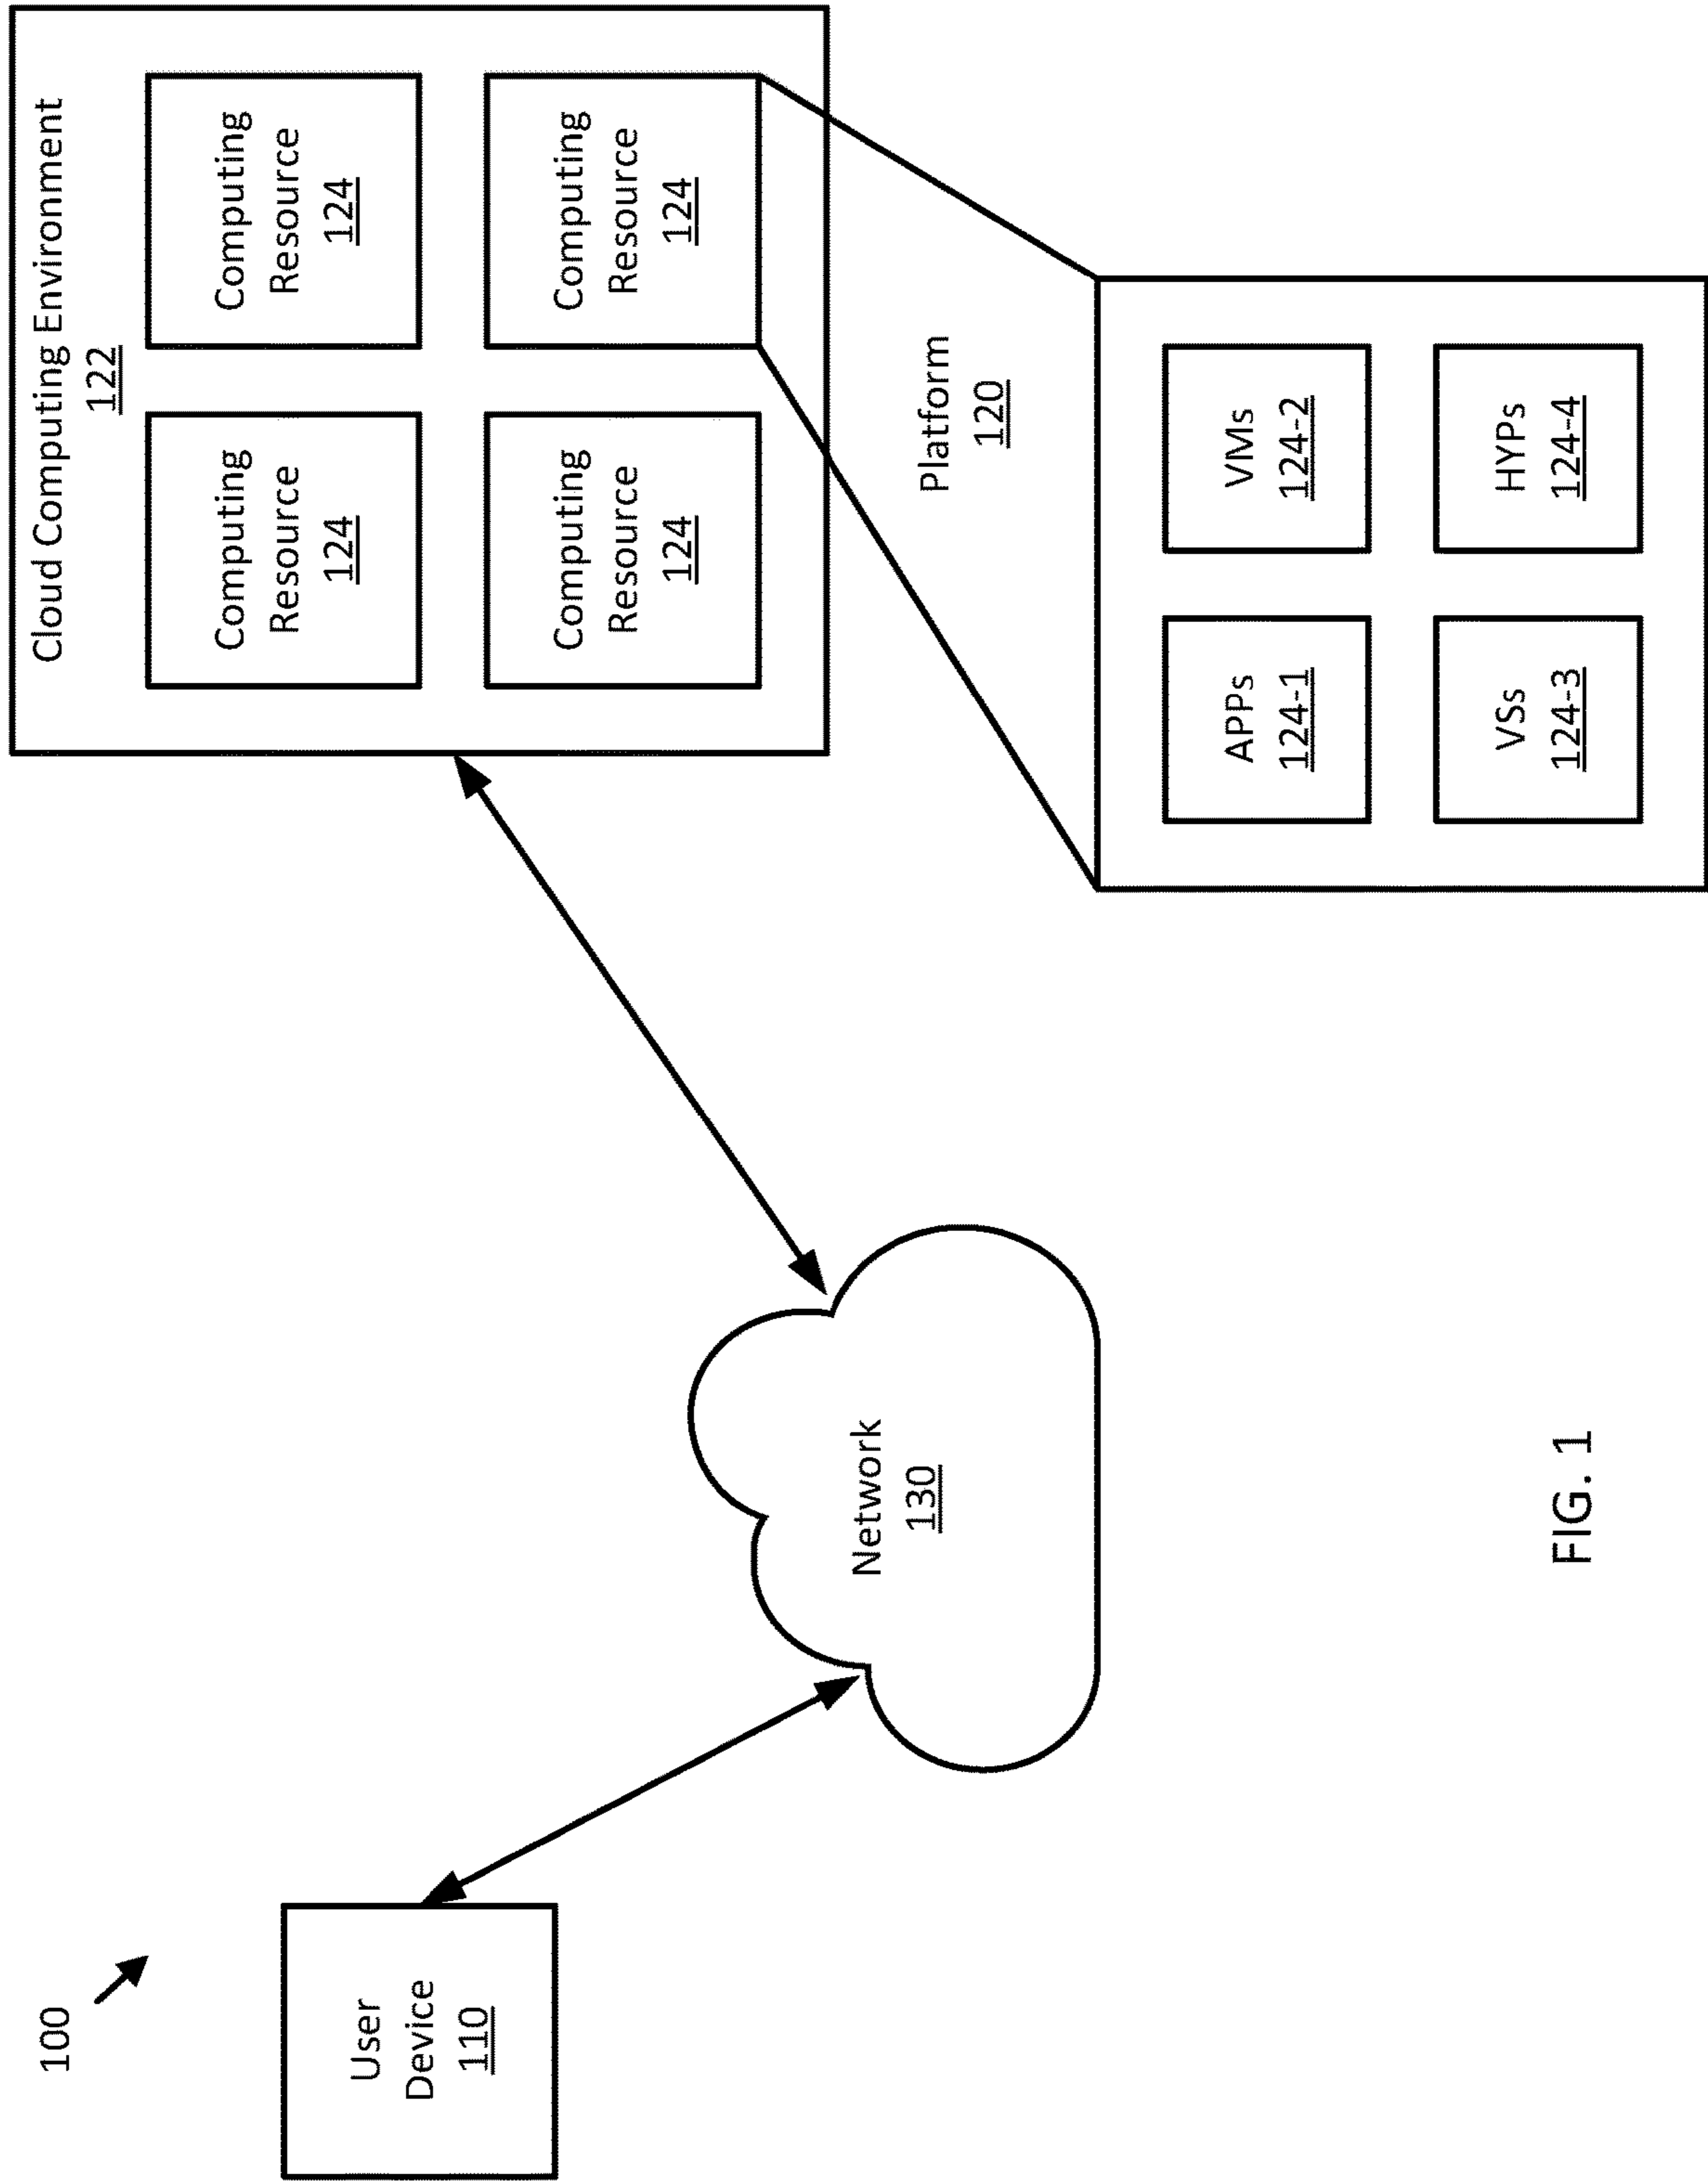 100
User
Device
110
Network
130
Cloud Computing Environment
122
Computing
Resource
124
Computing
Resource
124
Computing
Resource
124
Computing
Resource
124
Platform
120
APPs
124-1
VMs
124-2
VSs
124-3
HYPs
124-4
FIG. 1